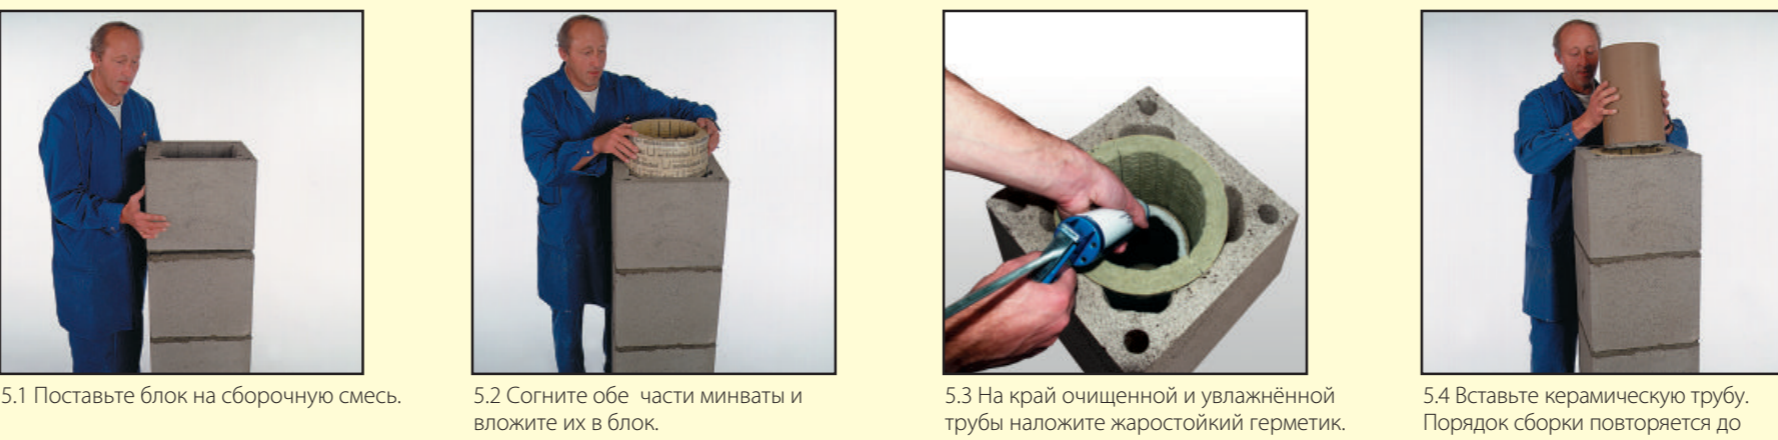 5.1 Поставьте блок на сборочную смесь.
5.2 Согните обе  части минваты и
вложите их в блок.
5.3 На край очищенной и увлажнённой
трубы наложите жаростойкий герметик.
5.4 Вставьте керамическую трубу.
Порядок сборки повторяется до